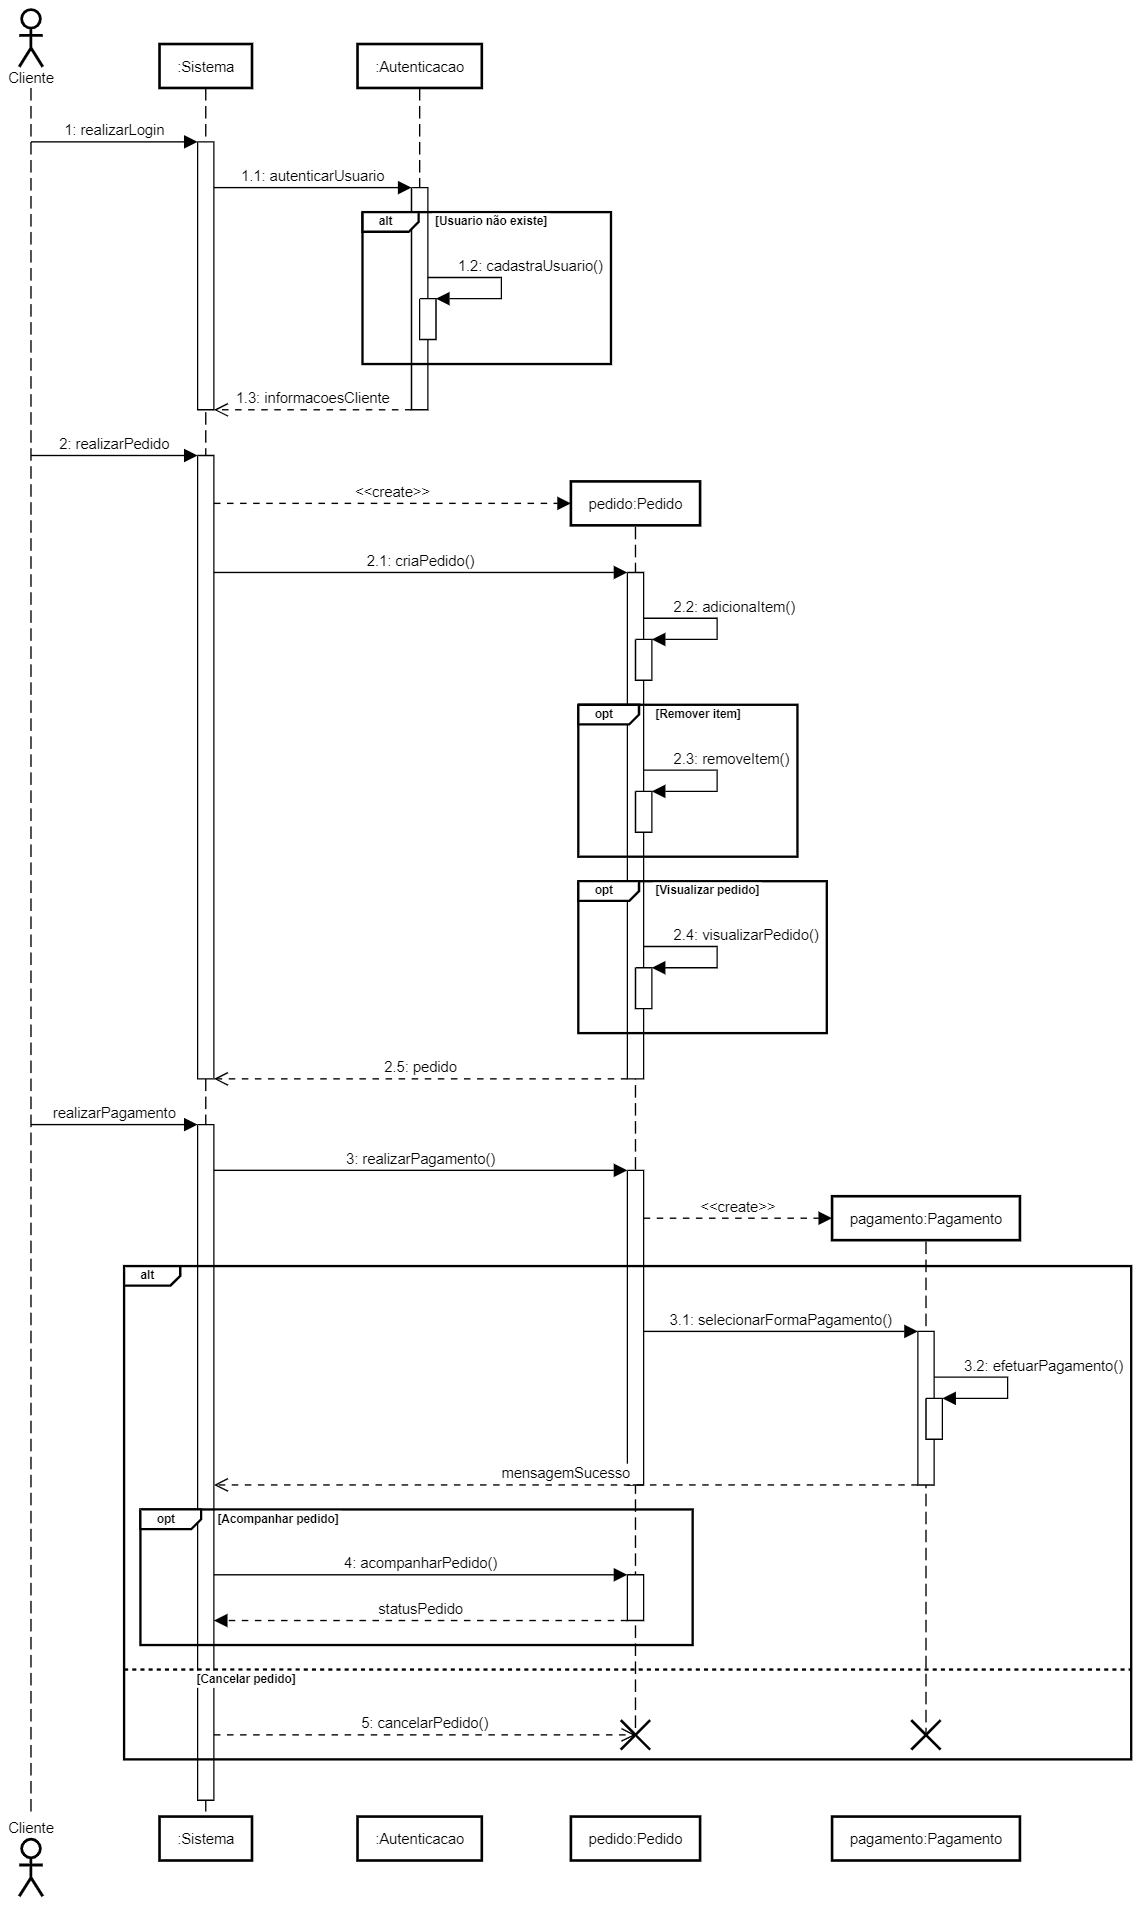 Cliente
:Sistema
:Autenticacao
1: realizarLogin
1.1: autenticarUsuario
alt
[Usuario não existe]
1.2: cadastraUsuario()
1.3: informacoesCliente
2: realizarPedido
<<create>>
pedido:Pedido
2.1: criaPedido()
2.2: adicionaItem()
opt
[Remover item]
2.3: removeItem()
opt
[Visualizar pedido]
2.4: visualizarPedido()
2.5: pedido
realizarPagamento
3: realizarPagamento()
<<create>>
pagamento:Pagamento
alt
3.1: selecionarFormaPagamento()
3.2: efetuarPagamento()
mensagemSucesso
opt
[Acompanhar pedido]
4: acompanharPedido()
statusPedido
[Cancelar pedido]
5: cancelarPedido()
Cliente
:Sistema
:Autenticacao
pedido:Pedido
pagamento:Pagamento